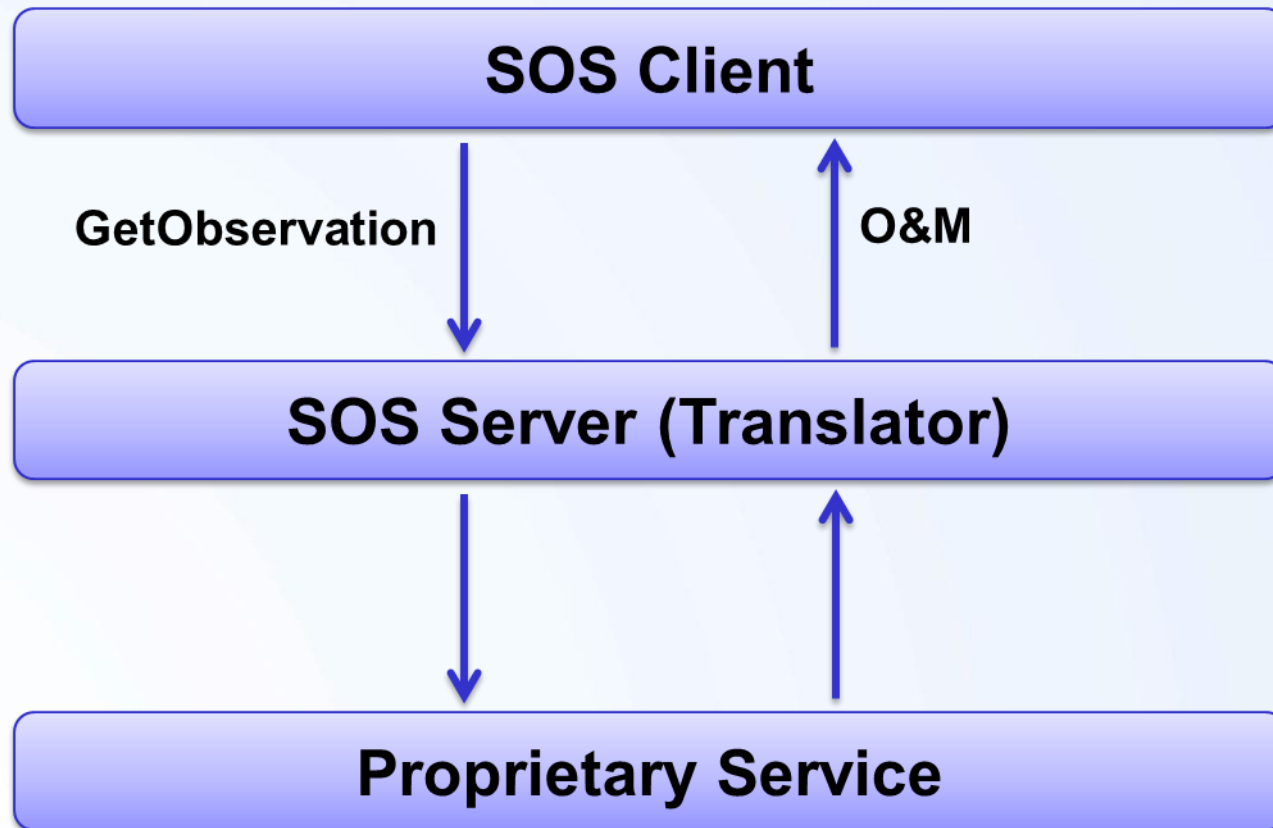 SOS Client
GetObservation
O&M
SOS Server (Translator)
Proprietary Service